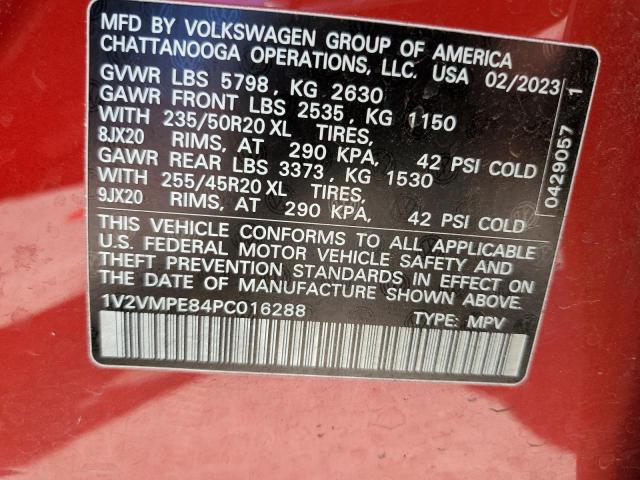 MFD BY VOLKSWAGEN GROUP OF AMERICA
CHATTANOOGA OPERATIONS, LLC. USA 02/2023
GVWR LBS 5798, KG 2630
GAWR FRONT LBS 2535, KG 1150
WITH 235/50R20 XL TIRES,
8JX20 RIMS, AT 290 KPA, 42 PSI COLD
GAWR REAR LBS 3373, KG 1530
WITH 255/45R20 XL TIRES,
9JX20 RIMS, AT 290 KPA, 42 PSI COLD
THIS VEHICLE CONFORMS TO ALL APPLICABLE
U.S. FEDERAL MOTOR VEHICLE SAFETY AND
THEFT PREVENTION STANDARDS IN EFFECT ON
THE DATE OF MANUFACTURE SHOWN ABOVE.
1V2VMPE84PC016288 TYPE: MPV
0429057 1